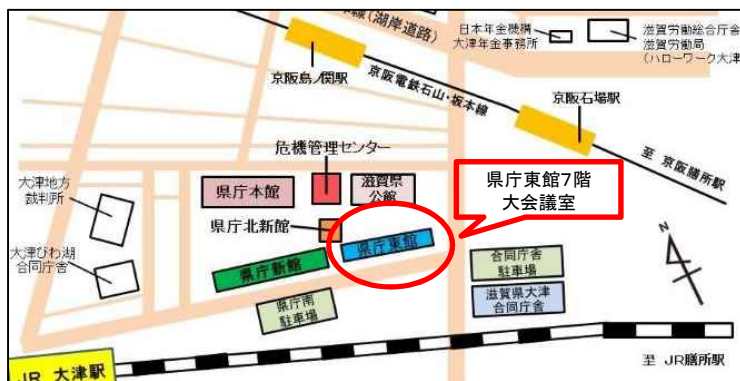 線(湖岸道路)
日本年金機構
大津年金事務所
滋賀労働総合庁舎
滋賀労働局
(ハローワーク大津
京阪島ノ関駅
京阪電鉄石山・坂本線
京阪石場駅
至 京阪膳所駅
危機管理センター
大津地方
裁判所
県庁本館
滋賀県
公館
県庁東館7階
大会議室
県庁北新館
県庁東館
大津びわ湖
合同庁舎
県庁新館
合同庁舎
駐車場
N
県庁南
駐車場
滋賀県大津
合同庁舎
JR 大津駅
至 JR膳所駅